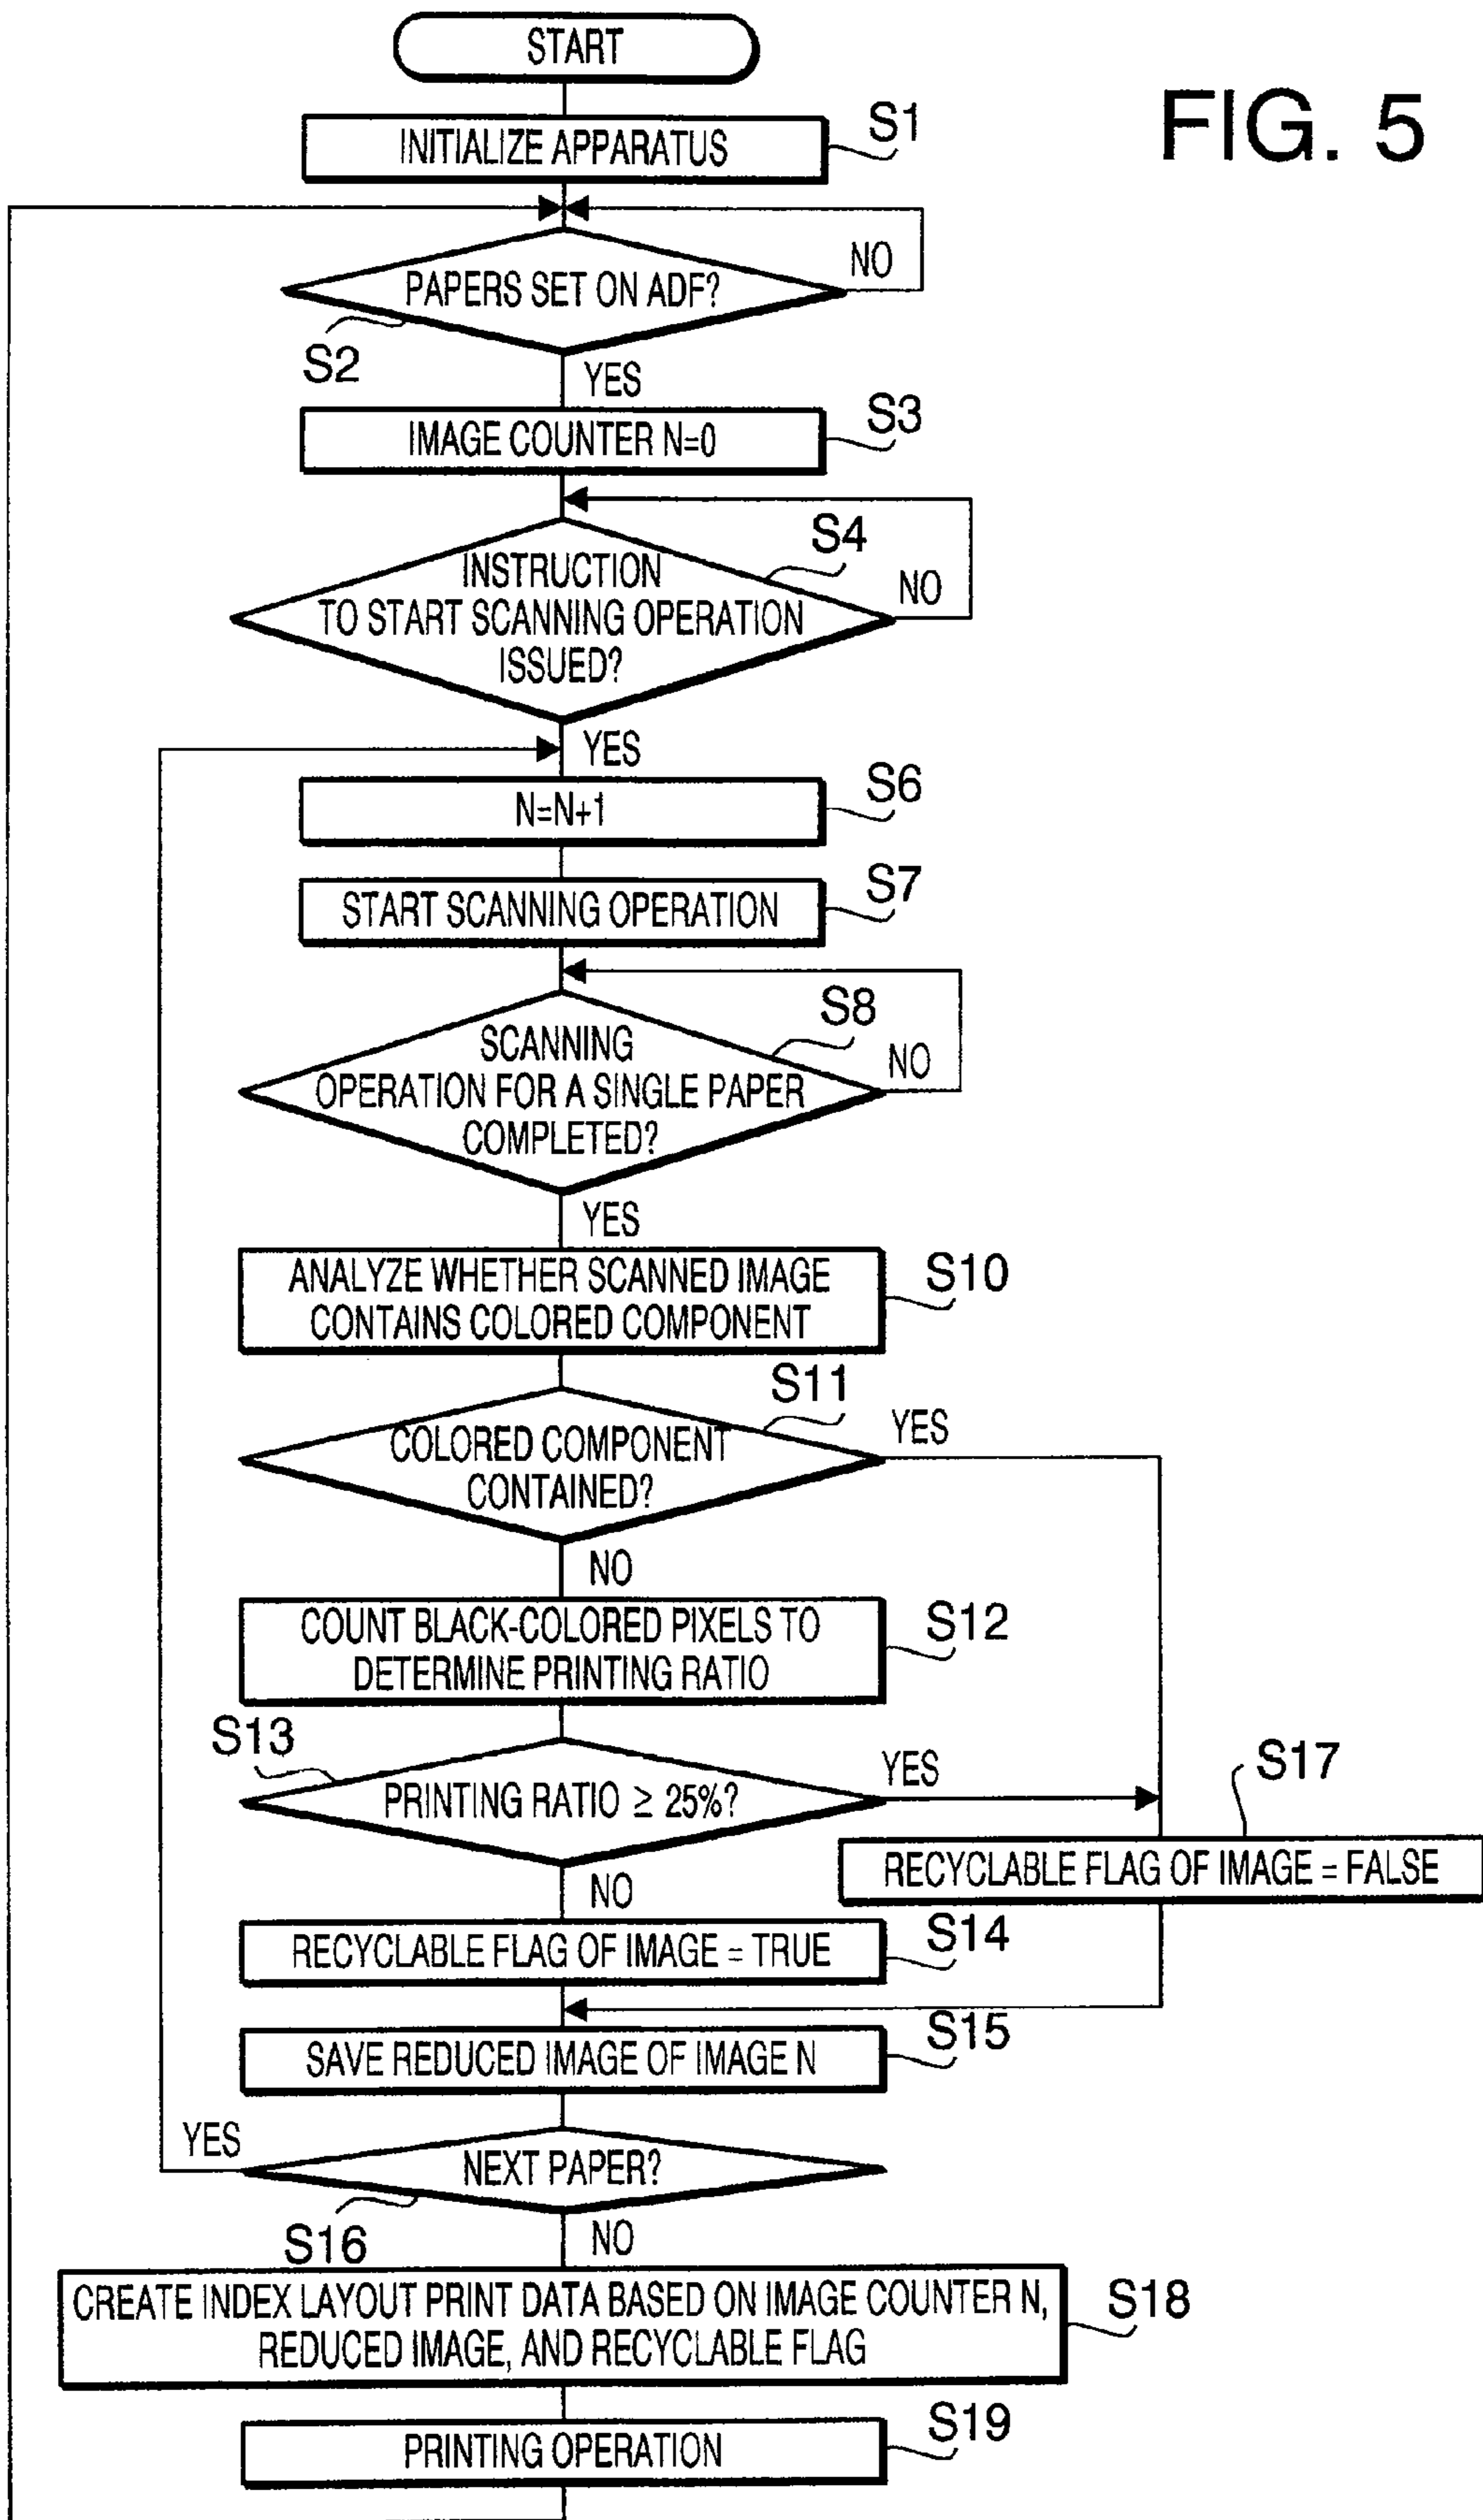 START
FIG. 5
INITIALIZE APPARATUS
S1
PAPERS SET ON ADF?
NO
S2
YES
IMAGE COUNTER N=0
S3
S4
INSTRUCTION
TO START SCANNING OPERATION
ISSUED?
NO
YES
N=N+1
S6
START SCANNING OPERATION
S7
S8
SCANNING
OPERATION FOR A SINGLE PAPER
COMPLETED?
NO
YES
ANALYZE WHETHER SCANNED IMAGE
CONTAINS COLORED COMPONENT
S10
S11
COLORED COMPONENT
CONTAINED?
YES
NO
COUNT BLACK-COLORED PIXELS TO
DETERMINE PRINTING RATIO
S12
S13
PRINTING RATIO ≥ 25%?
YES
S17
RECYCLABLE FLAG OF IMAGE = FALSE
NO
RECYCLABLE FLAG OF IMAGE = TRUE
S14
SAVE REDUCED IMAGE OF IMAGE N
S15
YES
NEXT PAPER?
S16
NO
CREATE INDEX LAYOUT PRINT DATA BASED ON IMAGE COUNTER N,
REDUCED IMAGE, AND RECYCLABLE FLAG
S18
PRINTING OPERATION
S19